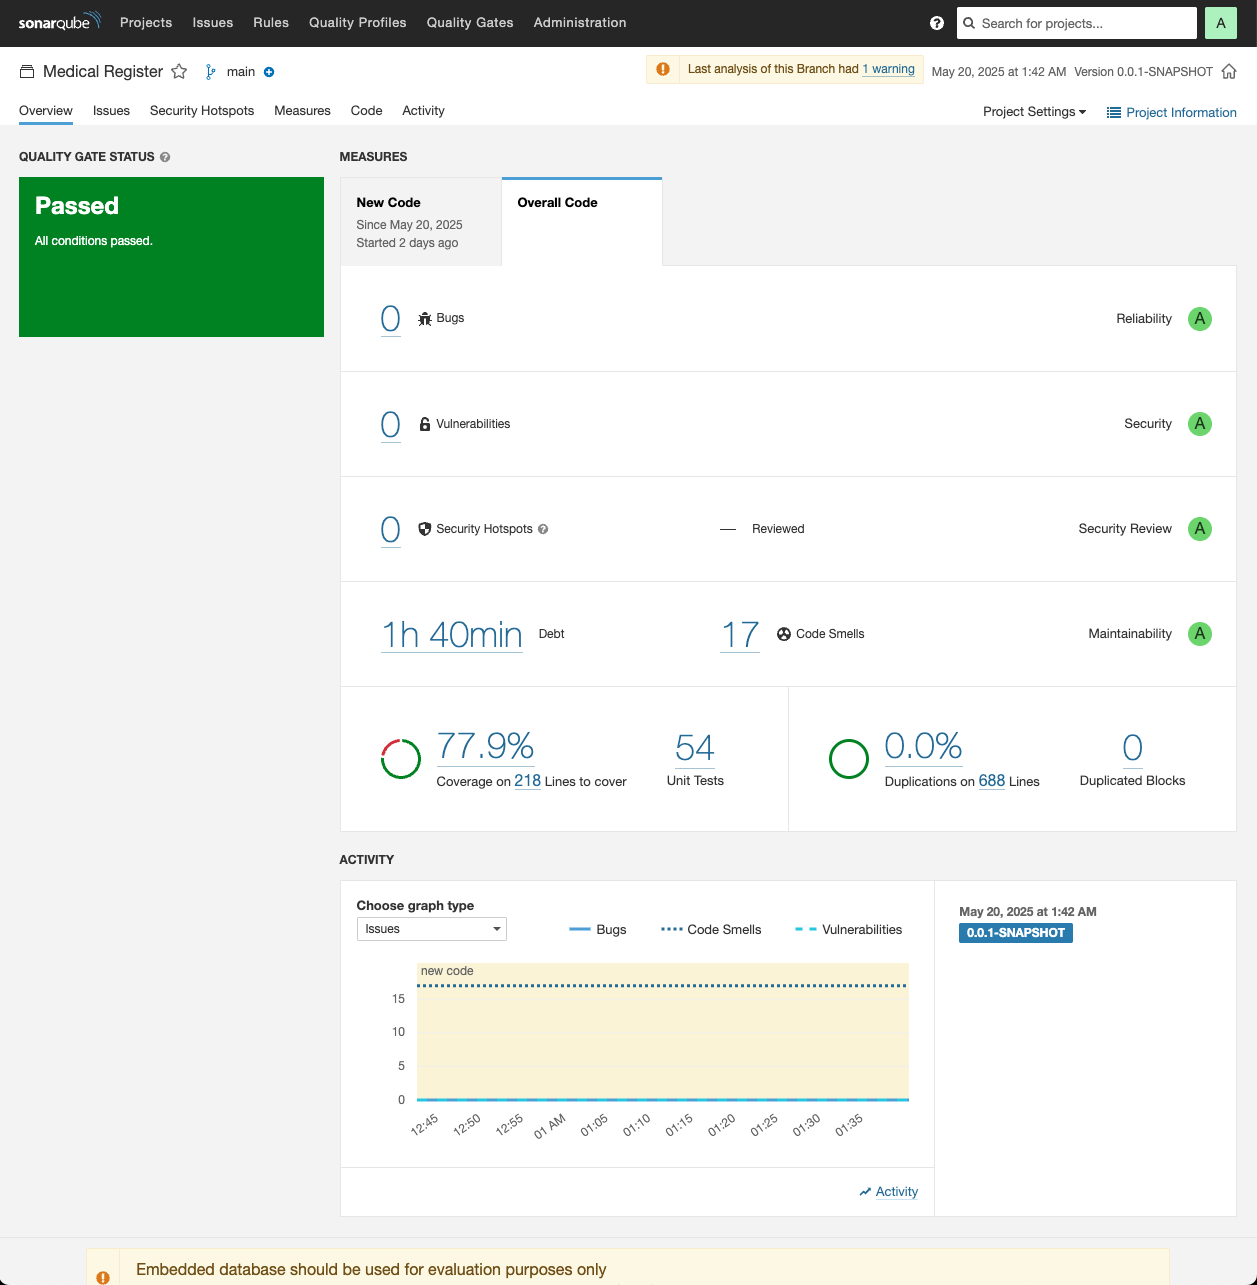 sonarqube Projects Issues Rules Quality Profiles Quality Gates Administration ? Search for projects... A
Medical Register main Last analysis of this Branch had 1 warning May 20, 2025 at 1:42 AM Version 0.0.1-SNAPSHOT
Overview Issues Security Hotspots Measures Code Activity Project Settings Project Information
QUALITY GATE STATUS ?
Passed
All conditions passed.
MEASURES
New Code
Since May 20, 2025
Started 2 days ago
Overall Code
0 Bugs Reliability A
0 Vulnerabilities Security A
0 Security Hotspots ? — Reviewed Security Review A
1h 40min Debt 17 Code Smells Maintainability A
77.9%
Coverage on 218 Lines to cover
54
Unit Tests
0.0%
Duplications on 688 Lines
0
Duplicated Blocks
ACTIVITY
Choose graph type
Issues
Bugs Code Smells Vulnerabilities
new code
15
10
5
0
12:45 12:50 12:55 01 AM 01:05 01:10 01:15 01:20 01:25 01:30 01:35
Activity
May 20, 2025 at 1:42 AM
0.0.1-SNAPSHOT
Embedded database should be used for evaluation purposes only